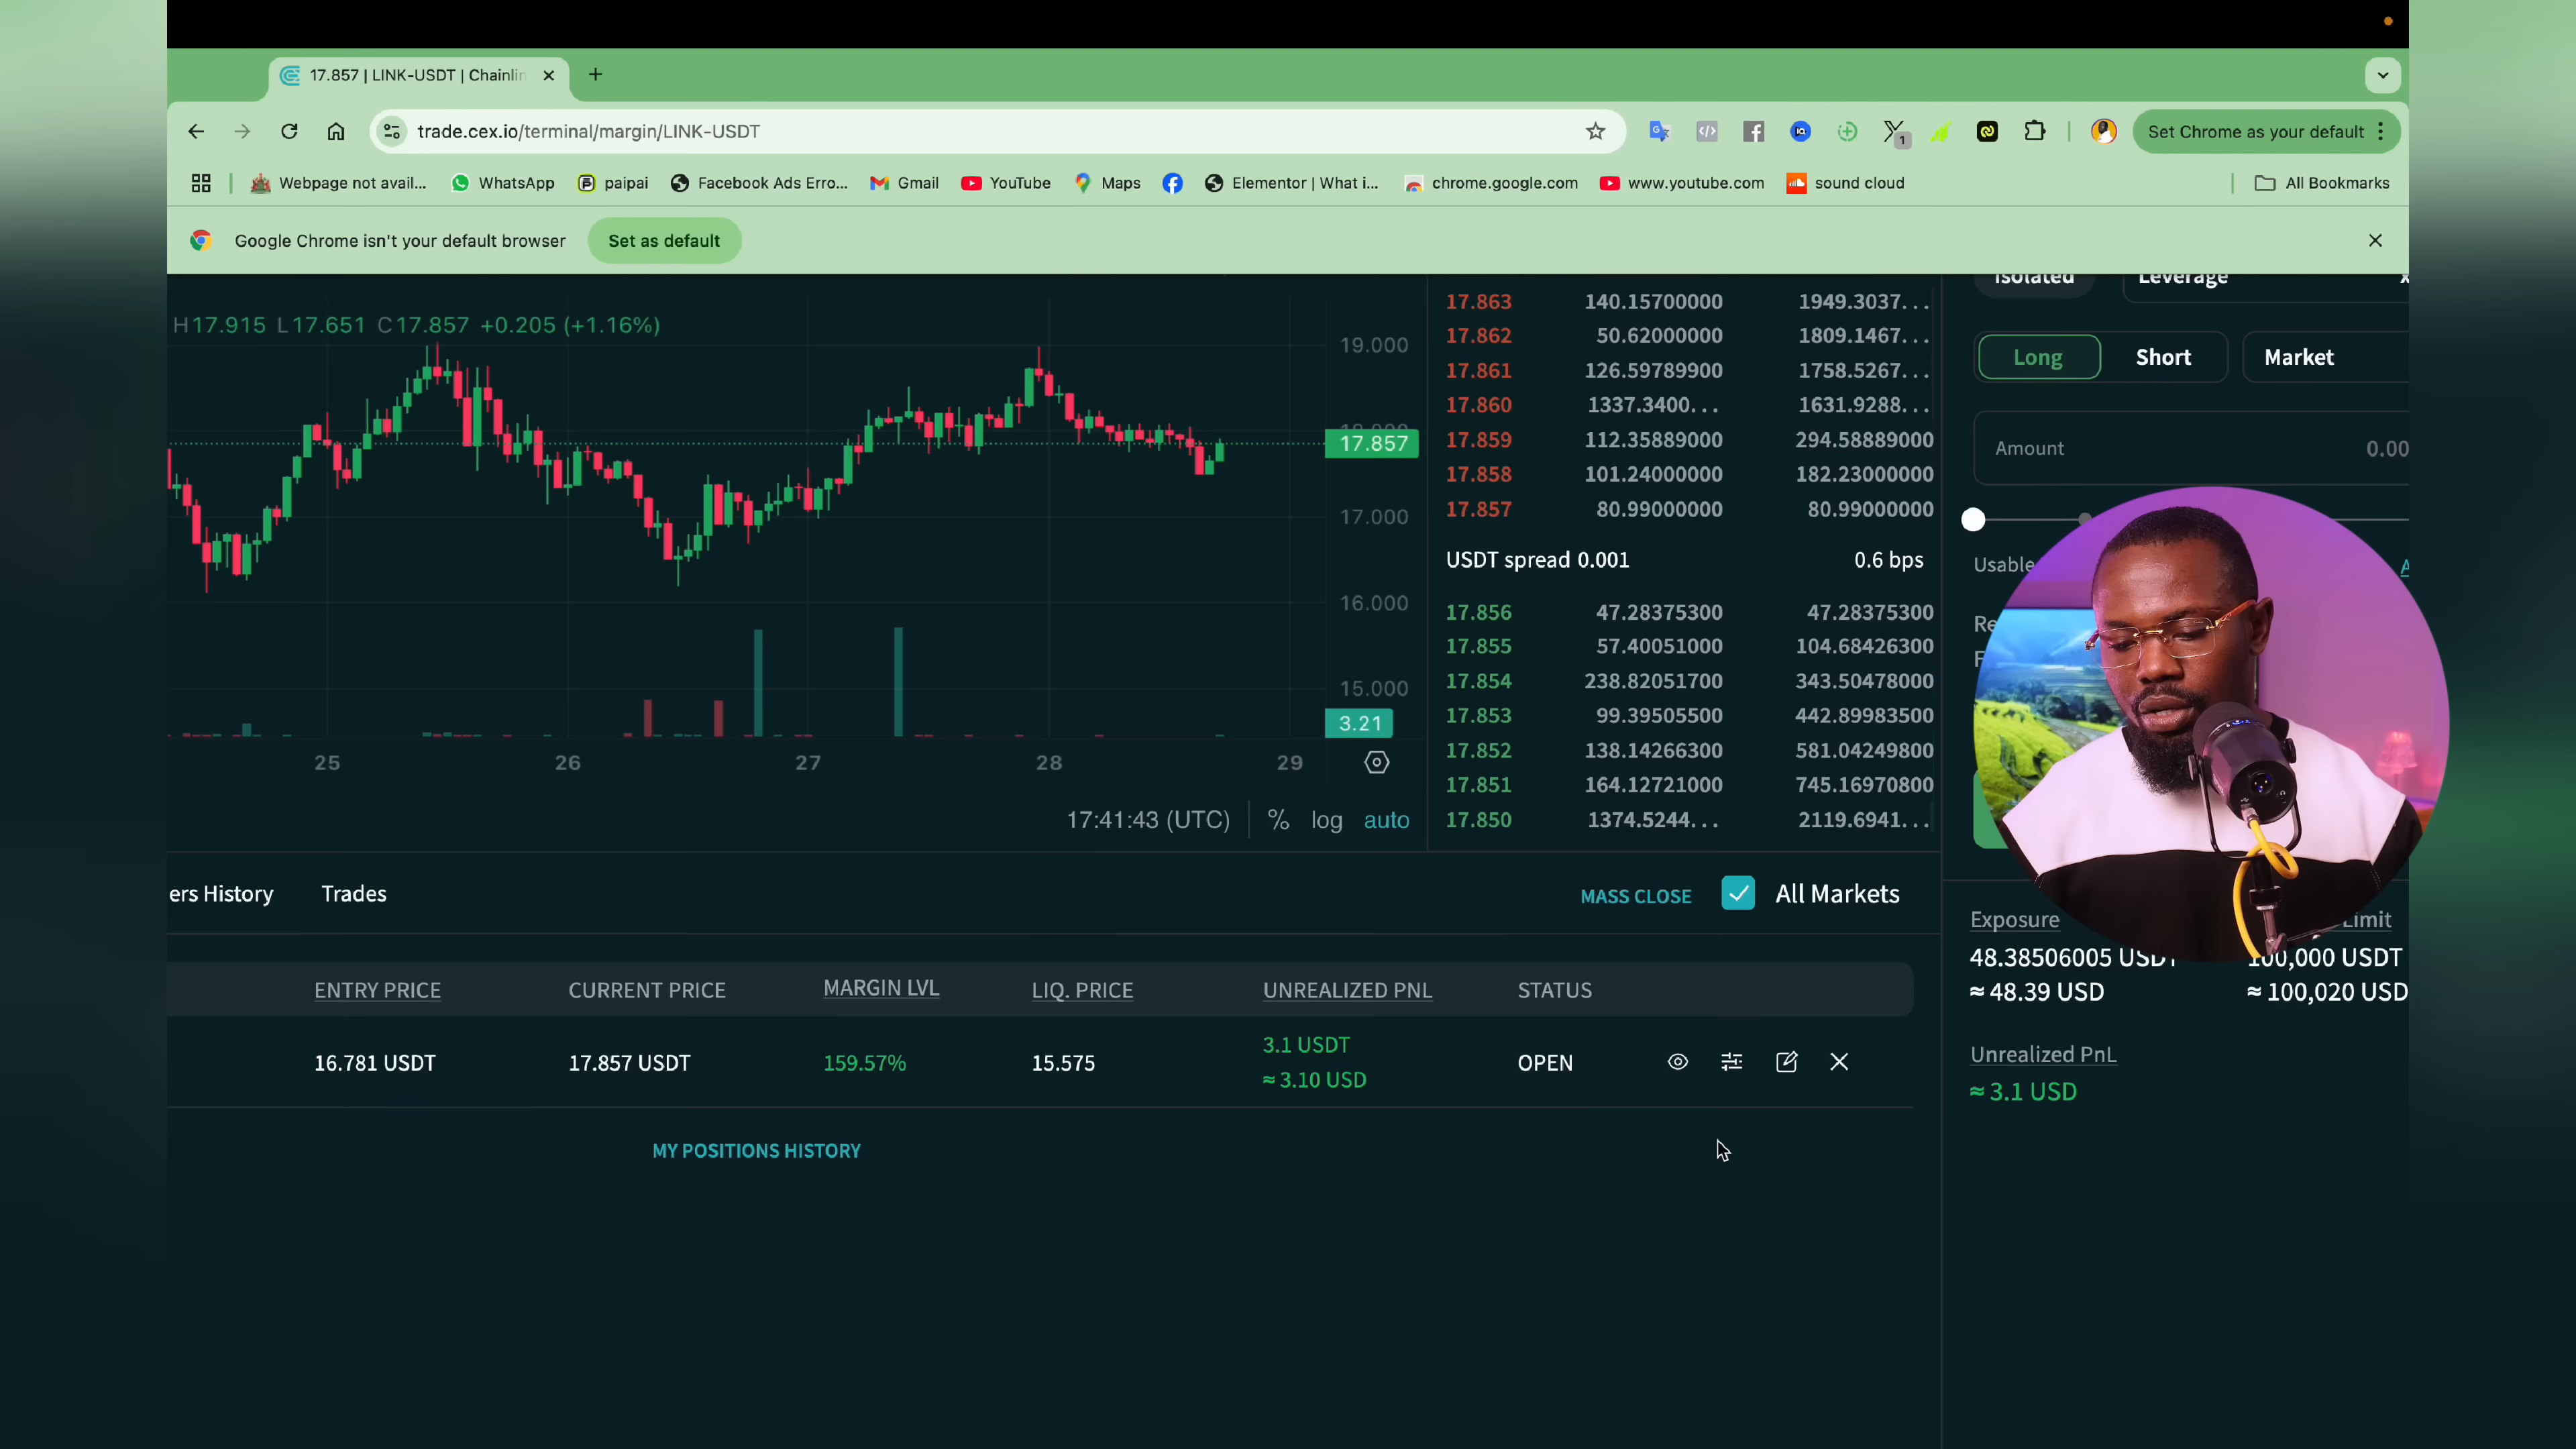 17.857 | LINK-USDT | Chainlin
trade.cex.io/terminal/margin/LINK-USDT
1
Set Chrome as your default
Webpage not avail...
WhatsApp
paipai
Facebook Ads Erro...
Gmail
YouTube
Maps
Elementor | What i...
chrome.google.com
www.youtube.com
sound cloud
All Bookmarks
Google Chrome isn't your default browser
Set as default
H17.915 L17.651 C17.857 +0.205 (+1.16%)
19.000
18.000
17.857
17.000
16.000
15.000
3.21
25 26 27 28 29
17:41:43 (UTC) % log auto
17.863 140.15700000 1949.3037...
17.862 50.62000000 1809.1467...
17.861 126.59789900 1758.5267...
17.860 1337.3400... 1631.9288...
17.859 112.35889000 294.58889000
17.858 101.24000000 182.23000000
17.857 80.99000000 80.99000000
USDT spread 0.001 0.6 bps
17.856 47.28375300 47.28375300
17.855 57.40051000 104.68426300
17.854 238.82051700 343.50478000
17.853 99.39505500 442.89983500
17.852 138.14266300 581.04249800
17.851 164.12721000 745.16970800
17.850 1374.5244... 2119.6941...
Isolated Leverage x
Long Short Market
Amount 0.00
Usable
Exposure Limit
48.38506005 USDT 100,000 USDT
≈ 48.39 USD ≈ 100,020 USD
Unrealized PnL
≈ 3.1 USD
ers History Trades MASS CLOSE All Markets
ENTRY PRICE CURRENT PRICE MARGIN LVL LIQ. PRICE UNREALIZED PNL STATUS
16.781 USDT 17.857 USDT 159.57% 15.575 3.1 USDT OPEN
≈ 3.10 USD
MY POSITIONS HISTORY